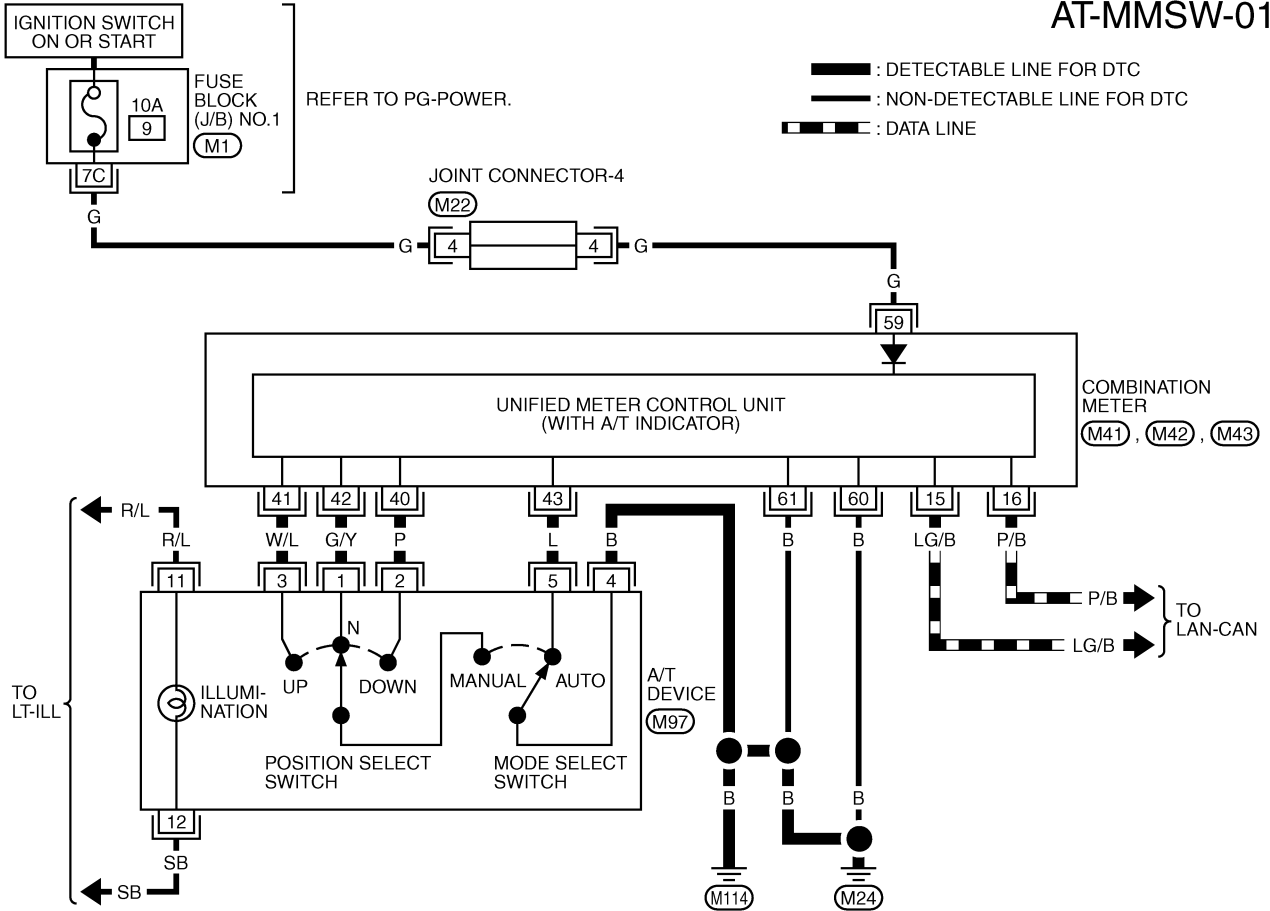 AT-MMSW-01
IGNITION SWITCH
ON OR START
FUSE
BLOCK
(J/B) NO.1
M1
10A
9
7C
G
REFER TO PG-POWER.
: DETECTABLE LINE FOR DTC
: NON-DETECTABLE LINE FOR DTC
: DATA LINE
JOINT CONNECTOR-4
M22
G 4 4 G
G
59
UNIFIED METER CONTROL UNIT
(WITH A/T INDICATOR)
COMBINATION
METER
M41 , M42 , M43
41 42 40 43 61 60 15 16
R/L
R/L W/L G/Y P L B B B LG/B P/B
11 3 1 2 5 4
P/B
LG/B
TO
LAN-CAN
N
UP DOWN
MANUAL AUTO
A/T
DEVICE
M97
TO
LT-ILL
ILLUMI-
NATION
POSITION SELECT
SWITCH
MODE SELECT
SWITCH
B B B
12
SB
SB
M114 M24